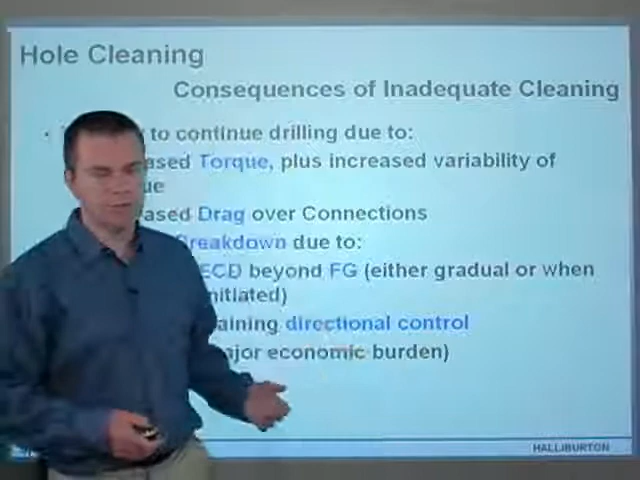 Hole Cleaning
Consequences of Inadequate Cleaning
to continue drilling due to:
ased Torque, plus increased variability of
ue
ased Drag over Connections
Breakdown due to:
ECD beyond FG (either gradual or when
nitiated)
aining directional control
ajor economic burden)
HALLIBURTON